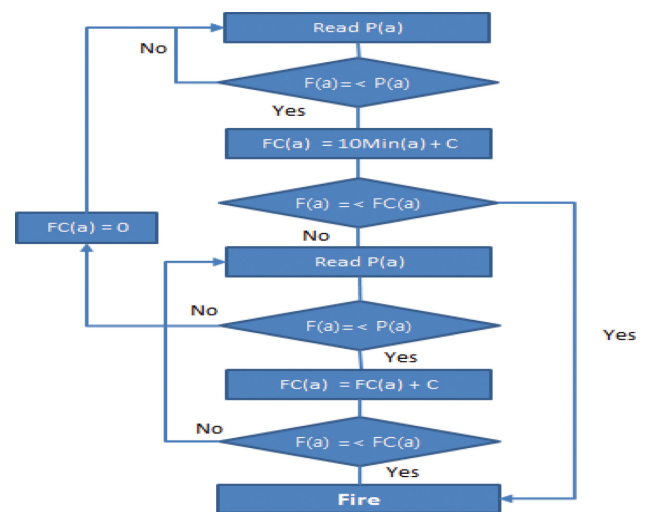 Read P(a)
No
F(a)=< P(a)
Yes
FC(a) = 10Min(a) + C
F(a) =< FC(a)
FC(a) = 0
No
Read P(a)
No
F(a)=< P(a)
Yes
Yes
FC(a) = FC(a) + C
No
F(a) =< FC(a)
Yes
Fire